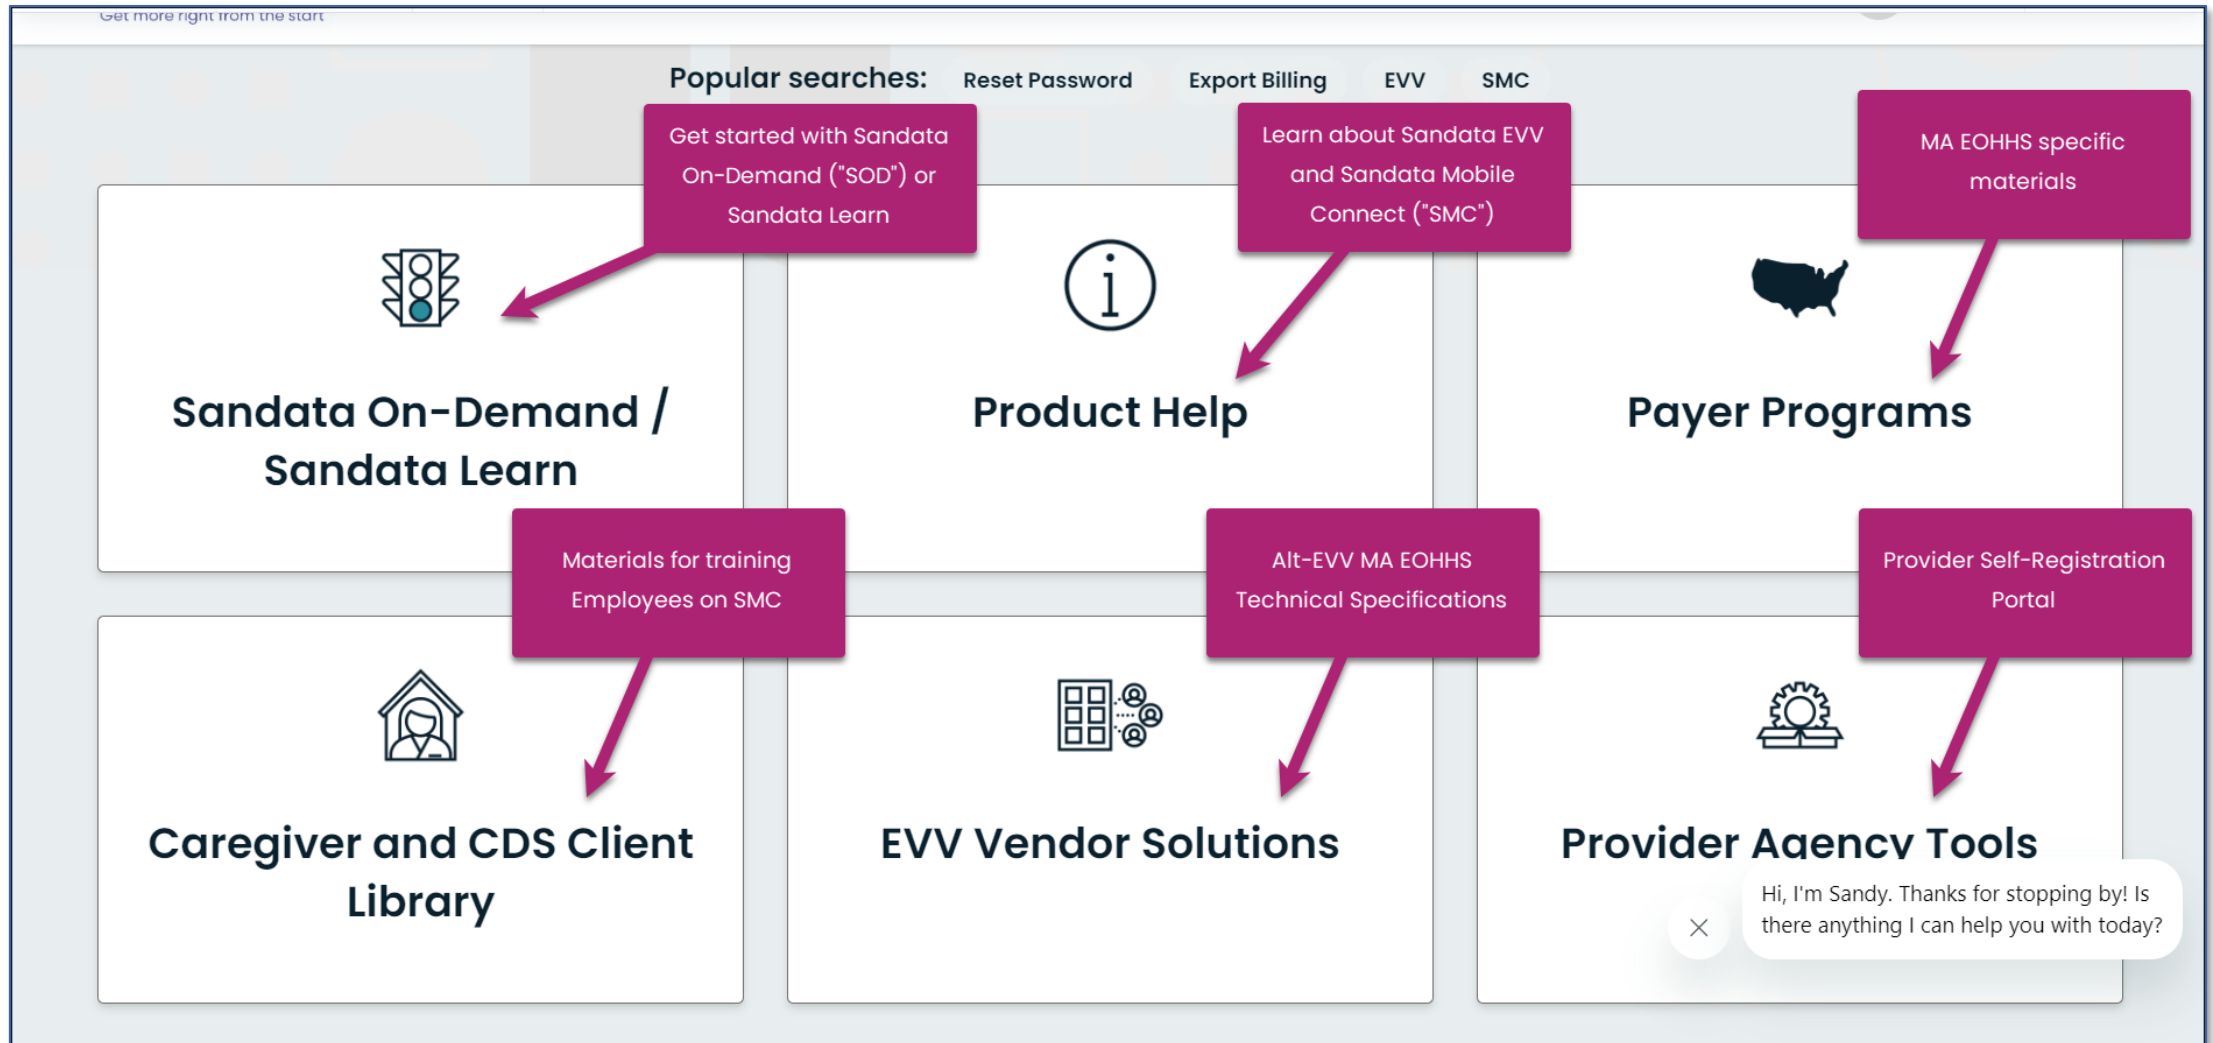 Get more right from the start
Popular searches: Reset Password Export Billing EVV SMC
Get started with Sandata
On-Demand ("SOD") or
Sandata Learn
Learn about Sandata EVV
and Sandata Mobile
Connect ("SMC")
MA EOHHS specific
materials
Sandata On-Demand /
Sandata Learn
Product Help
Payer Programs
Materials for training
Employees on SMC
Alt-EVV MA EOHHS
Technical Specifications
Provider Self-Registration
Portal
Caregiver and CDS Client
Library
EVV Vendor Solutions
Provider Agency Tools
Hi, I'm Sandy. Thanks for stopping by! Is
there anything I can help you with today?